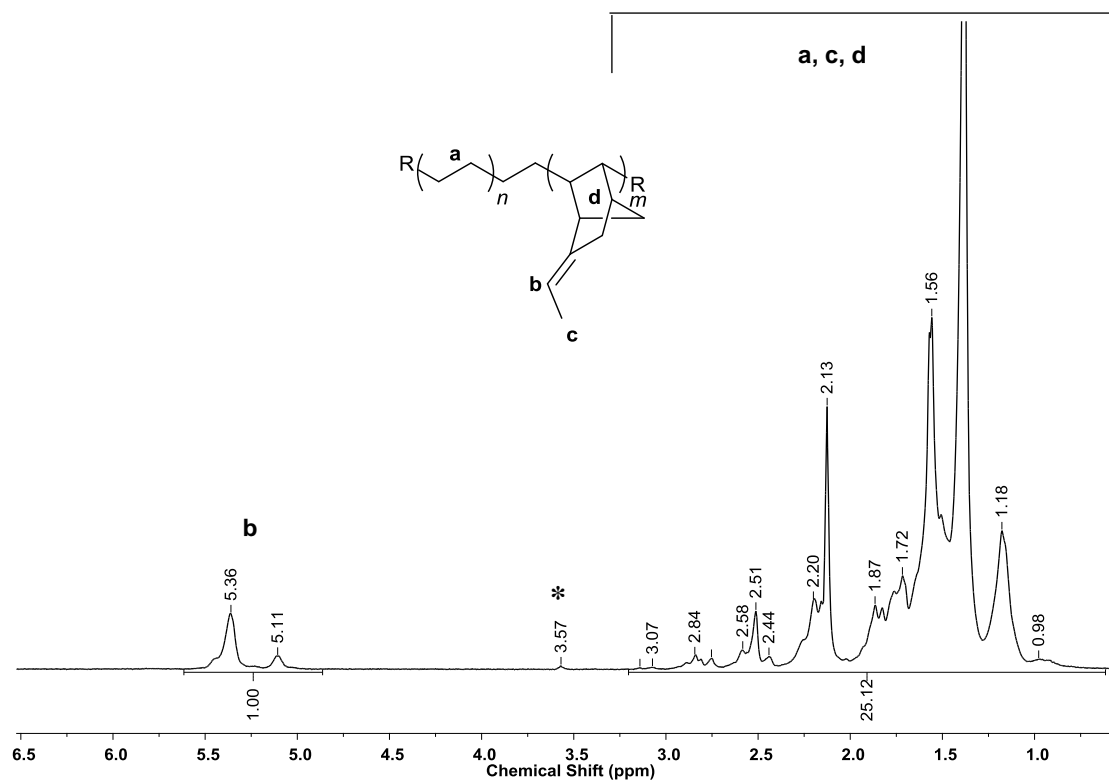 a, c, d
R
a
n
d
R
m
b
c
b
*
5.36
5.11
3.57
3.07
2.84
2.58
2.51
2.44
2.20
2.13
1.87
1.72
1.56
1.18
0.98
1.00
25.12
6.5 6.0 5.5 5.0 4.5 4.0 3.5 3.0 2.5 2.0 1.5 1.0
Chemical Shift (ppm)